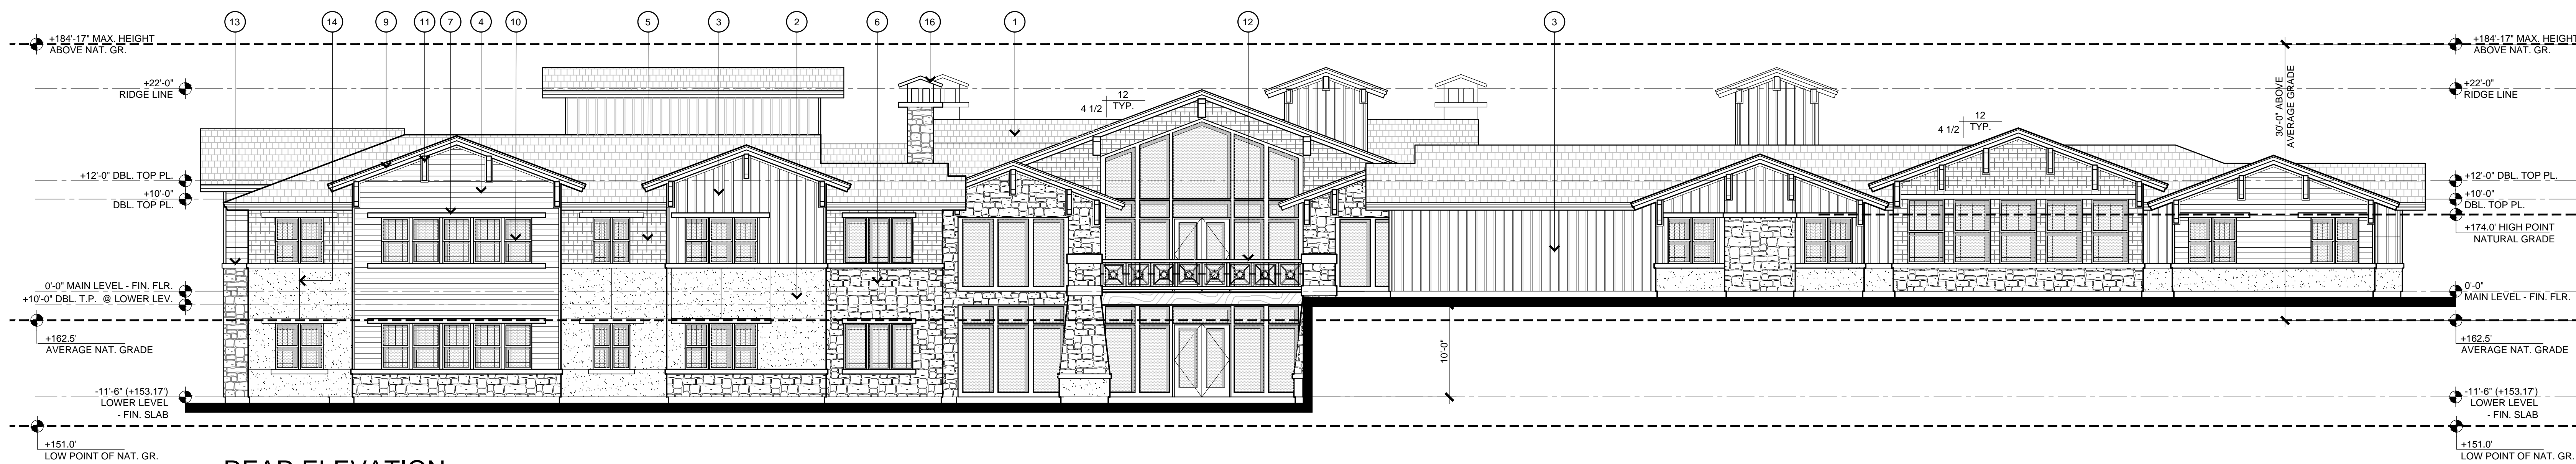 13
14
9
11
7
4
10
5
3
2
6
16
1
12
3
+184'-17" MAX. HEIGHT
ABOVE NAT. GR.
+22'-0"
RIDGE LINE
+12'-0" DBL. TOP PL.
+10'-0"
DBL. TOP PL.
0'-0" MAIN LEVEL - FIN. FLR.
+10'-0" DBL. T.P. @ LOWER LEV.
+162.5'
AVERAGE NAT. GRADE
-11'-6" (+153.17')
LOWER LEVEL
- FIN. SLAB
+151.0'
LOW POINT OF NAT. GR.
12
4 1/2
TYP.
12
4 1/2
TYP.
10'-0"
30'-0" ABOVE
AVERAGE GRADE
+184'-17" MAX. HEIGHT
ABOVE NAT. GR.
+22'-0"
RIDGE LINE
+12'-0" DBL. TOP PL.
+10'-0"
DBL. TOP PL.
+174.0' HIGH POINT
NATURAL GRADE
0'-0"
MAIN LEVEL - FIN. FLR.
+162.5'
AVERAGE NAT. GRADE
-11'-6" (+153.17')
LOWER LEVEL
- FIN. SLAB
+151.0'
LOW POINT OF NAT. GR.
REAR ELEVATION